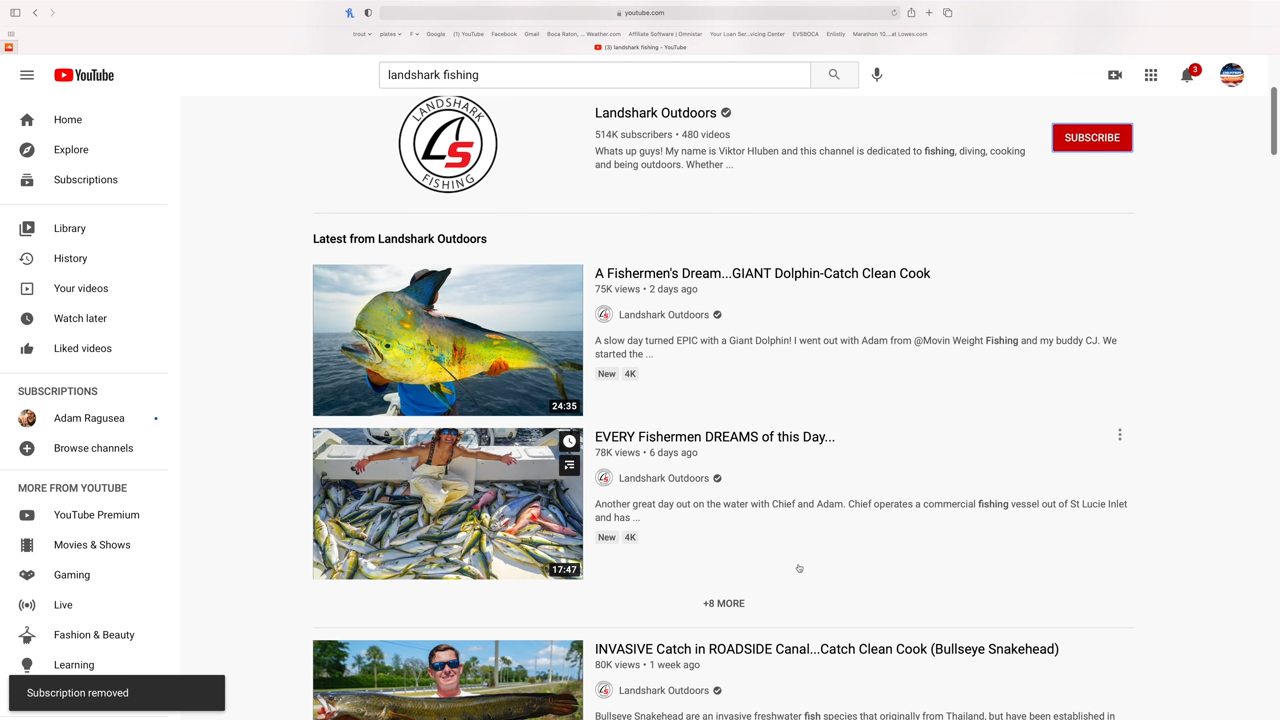 youtube.com
trout
plates
F
Google
(1) YouTube
Facebook
Gmail
Boca Raton, ... Weather.com
Affiliate Software | Omnistar
Your Loan Ser...vicing Center
EVSBOCA
Enlistly
Marathon 10....at Lowes.com
(3) landshark fishing - YouTube
YouTube
landshark fishing
3
Home
Explore
Subscriptions
Library
History
Your videos
Watch later
Liked videos
SUBSCRIPTIONS
Adam Ragusea
Browse channels
MORE FROM YOUTUBE
YouTube Premium
Movies & Shows
Gaming
Live
Fashion & Beauty
Learning
Subscription removed
LANDSHARK
LS
FISHING
Landshark Outdoors
514K subscribers • 480 videos
Whats up guys! My name is Viktor Hluben and this channel is dedicated to fishing, diving, cooking
and being outdoors. Whether ...
SUBSCRIBE
Latest from Landshark Outdoors
24:35
A Fishermen's Dream...GIANT Dolphin-Catch Clean Cook
75K views • 2 days ago
Landshark Outdoors
A slow day turned EPIC with a Giant Dolphin! I went out with Adam from @Movin Weight Fishing and my buddy CJ. We
started the ...
New 4K
17:47
EVERY Fishermen DREAMS of this Day...
78K views • 6 days ago
Landshark Outdoors
Another great day out on the water with Chief and Adam. Chief operates a commercial fishing vessel out of St Lucie Inlet
and has ...
New 4K
+8 MORE
INVASIVE Catch in ROADSIDE Canal...Catch Clean Cook (Bullseye Snakehead)
80K views • 1 week ago
Landshark Outdoors
Bullseye Snakehead are an invasive freshwater fish species that originally from Thailand, but have been established in